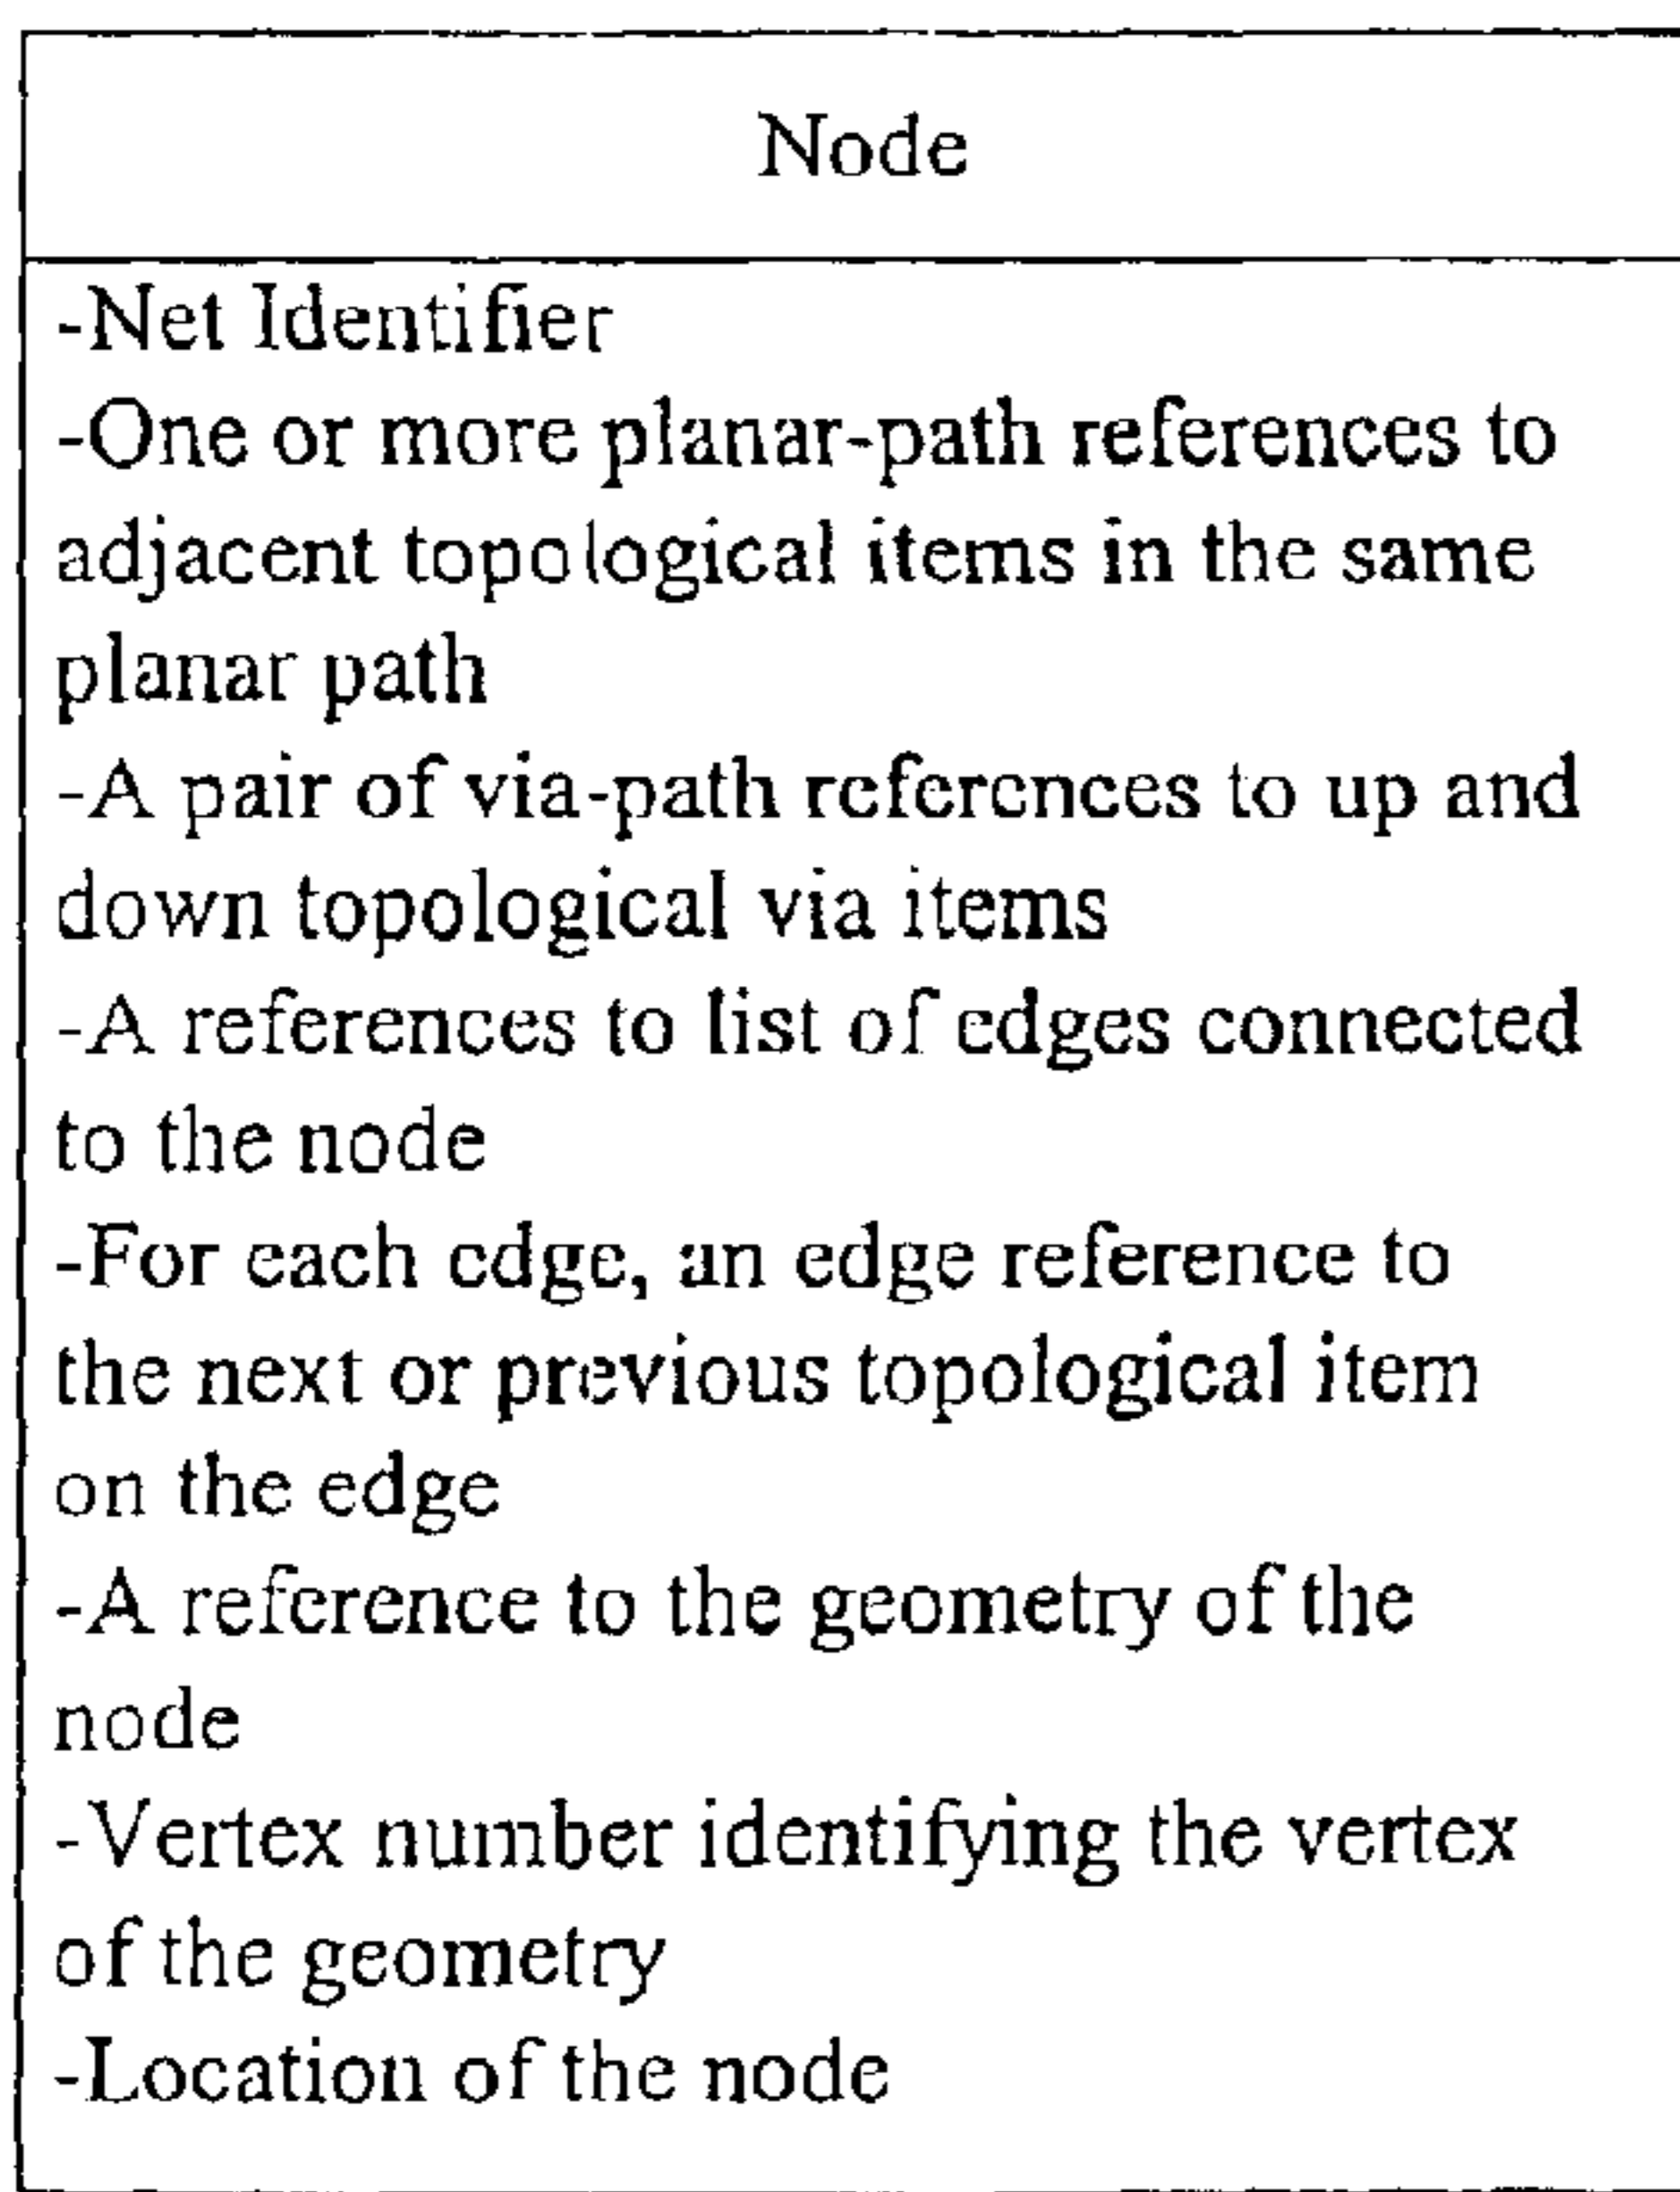 Node
-Net Identifier
-One or more planar-path references to
adjacent topological items in the same
planar path
-A pair of via-path references to up and
down topological via items
-A references to list of edges connected
to the node
-For each edge, an edge reference to
the next or previous topological item
on the edge
-A reference to the geometry of the
node
-Vertex number identifying the vertex
of the geometry
-Location of the node